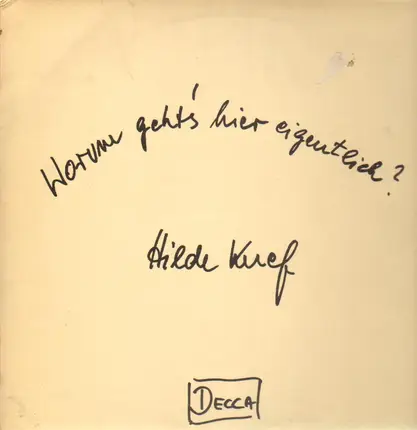 Worum geht's hier eigentlich?
Hilde Knef
DECCA